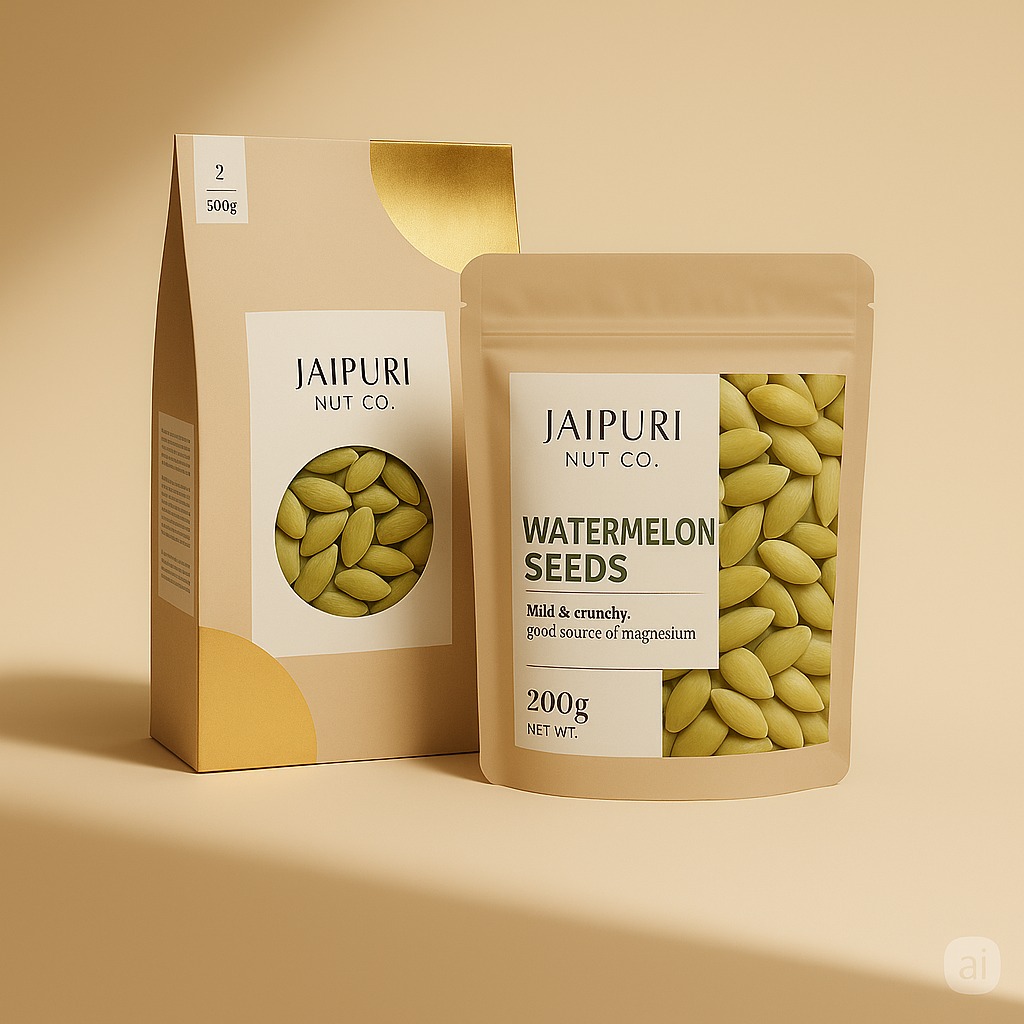 2
500g
JAIPURI
NUT CO.
JAIPURI
NUT CO.
WATERMELON
SEEDS
Mild & crunchy.
good source of magnesium
200g
NET WT.
ai